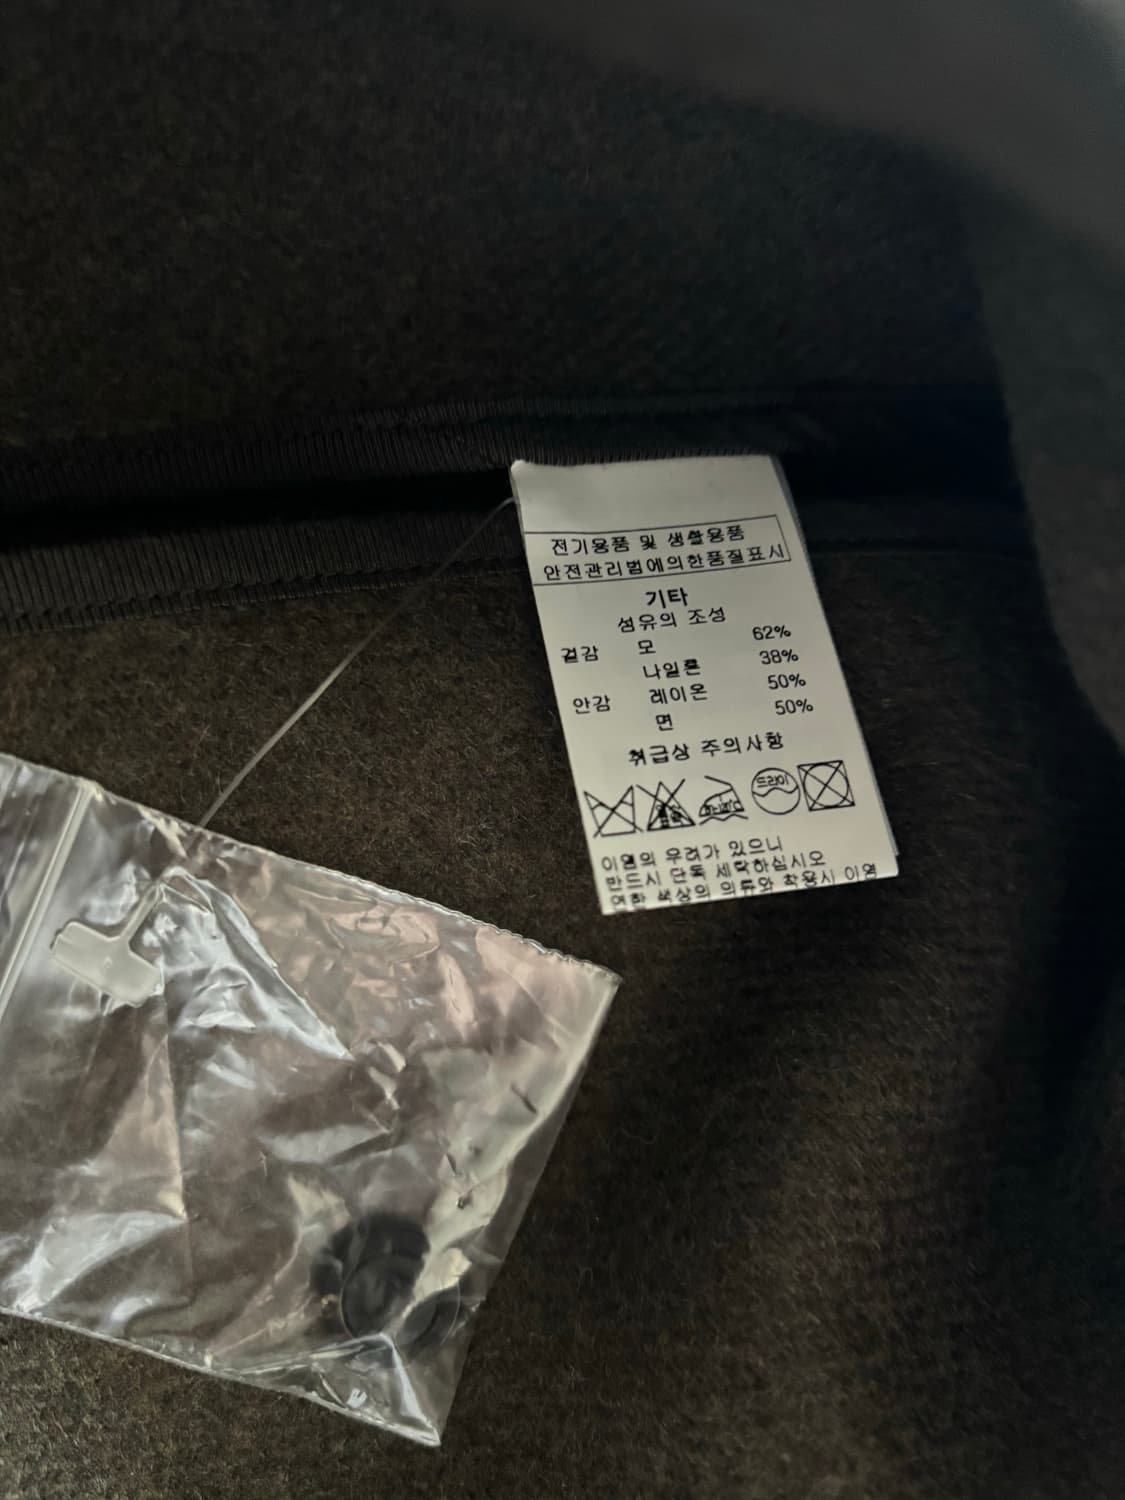 전기용품 및 생활용품
안전관리법에의한품질표시
기타
섬유의 조성
겉감 모 62%
나일론 38%
안감 레이온 50%
면 50%
취급상 주의사항
드라이
이염의 우려가 있으니
반드시 단독 세탁하십시오
연한 색상의 의류와 착용시 이염